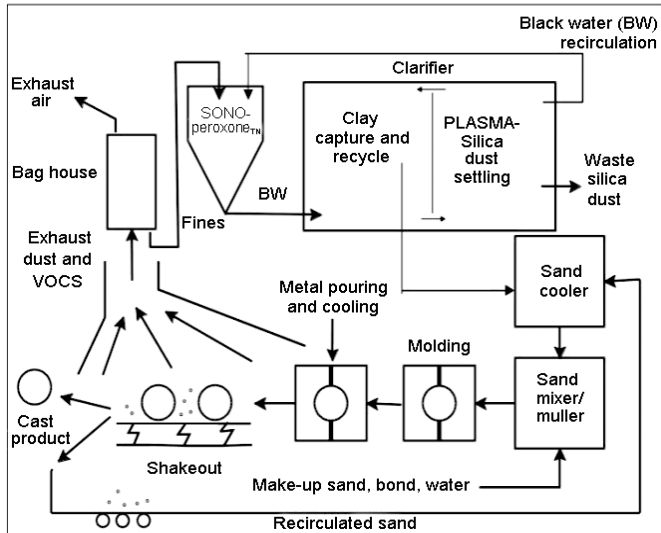 Black water (BW)
recirculation
Clarifier
Exhaust
air
SONO-
peroxoneTN
Clay
capture and
recycle
PLASMA-
Silica
dust
settling
Bag house
BW
Waste
silica
dust
Fines
Exhaust
dust and
VOCS
Sand
cooler
Metal pouring
and cooling
Molding
Sand
mixer/
muller
Cast
product
Shakeout
Make-up sand, bond, water
Recirculated sand